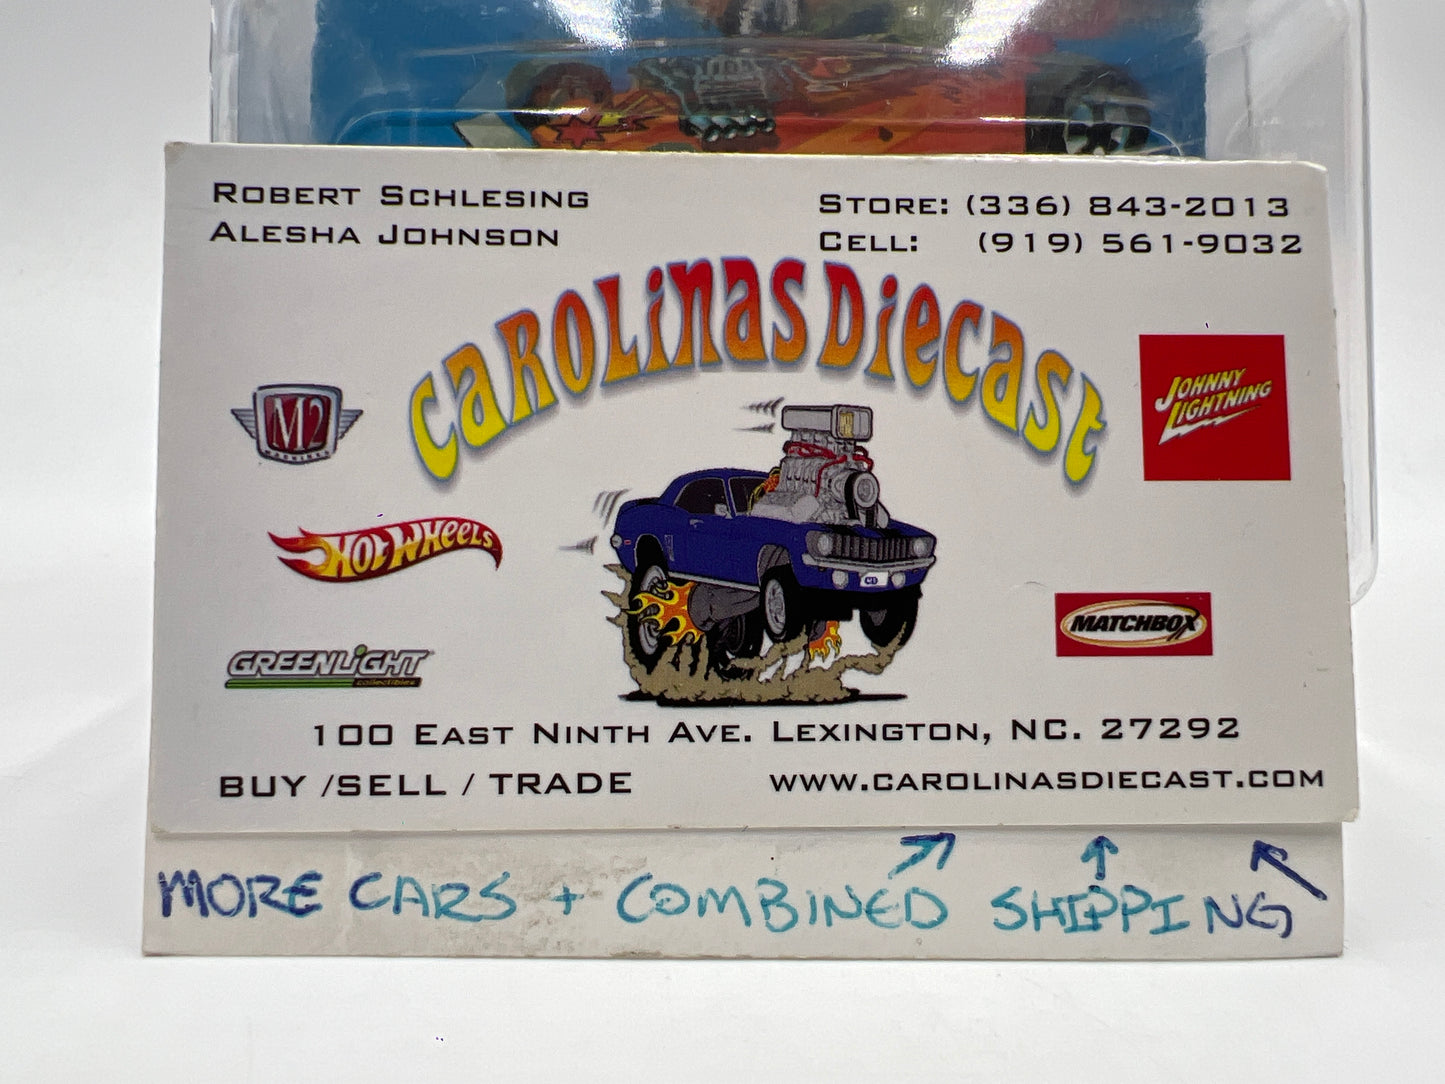 ROBERT SCHLESING
ALESHA JOHNSON
STORE: (336) 843-2013
CELL: (919) 561-9032
CAROLINAS DIECAST
M2
MACHINES
JOHNNY
LIGHTNING
HOT WHEELS
MATCHBOX
GREENLIGHT
collectibles
100 EAST NINTH AVE. LEXINGTON, NC. 27292
BUY /SELL / TRADE
WWW.CAROLINASDIECAST.COM
MORE CARS + COMBINED SHIPPING